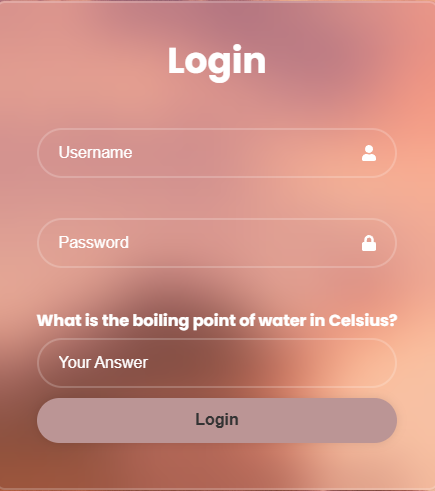 Login
Username
Password
What is the boiling point of water in Celsius?
Your Answer
Login